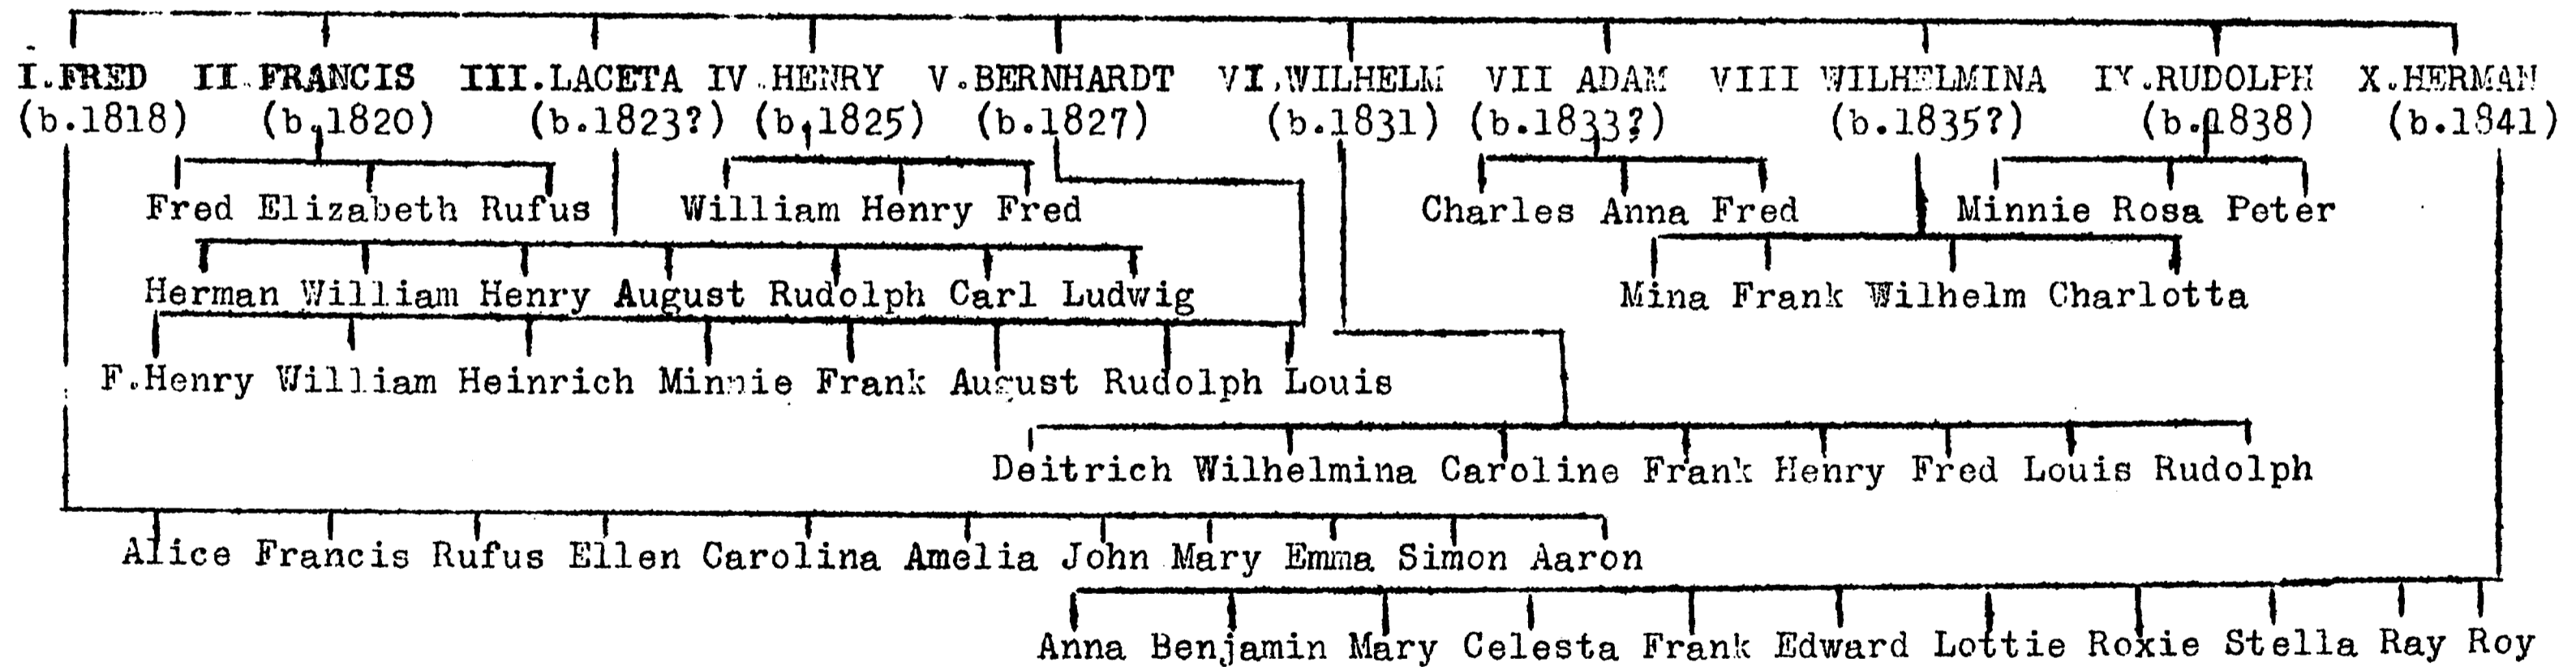 I.FRED II.FRANCIS III.LACETA IV.HENRY V.BERNHARDT VI.WILHELM VII ADAM VIII WILHELMINA IX.RUDOLPH X.HERMAN
(b.1818) (b.1820) (b.1823?) (b.1825) (b.1827) (b.1831) (b.1833?) (b.1835?) (b.1838) (b.1841)
Fred Elizabeth Rufus William Henry Fred Charles Anna Fred Minnie Rosa Peter
Herman William Henry August Rudolph Carl Ludwig Mina Frank Wilhelm Charlotta
F.Henry William Heinrich Minnie Frank August Rudolph Louis
Deitrich Wilhelmina Caroline Frank Henry Fred Louis Rudolph
Alice Francis Rufus Ellen Carolina Amelia John Mary Emma Simon Aaron
Anna Benjamin Mary Celesta Frank Edward Lottie Roxie Stella Ray Roy